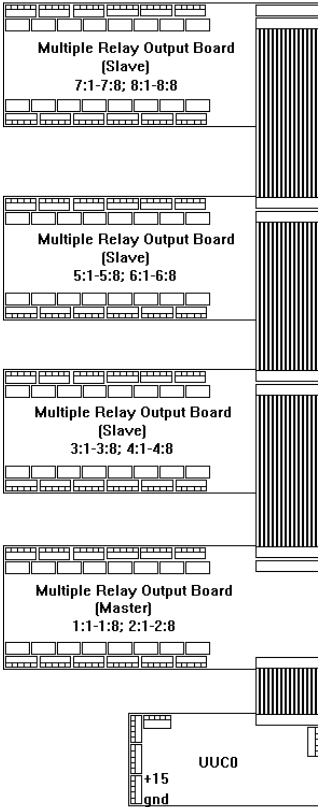 Multiple Relay Output Board
(Slave)
7:1-7:8; 8:1-8:8
Multiple Relay Output Board
(Slave)
5:1-5:8; 6:1-6:8
Multiple Relay Output Board
(Slave)
3:1-3:8; 4:1-4:8
Multiple Relay Output Board
(Master)
1:1-1:8; 2:1-2:8
UUC0
+15
gnd